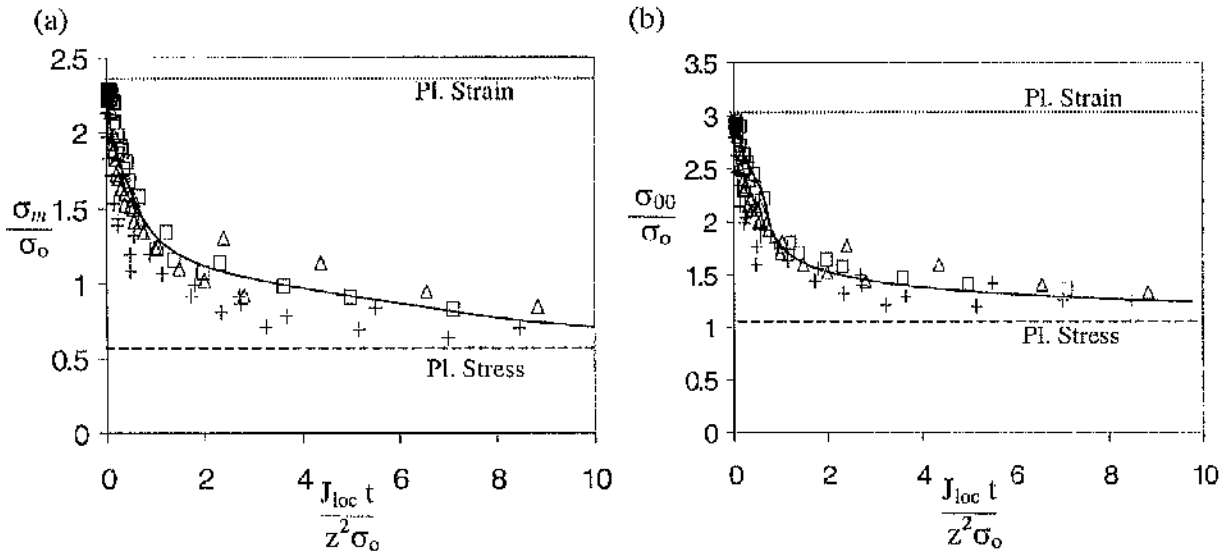 (a)
2.5
2
1.5
1
0.5
0
σm
σo
Pl. Strain
Pl. Stress
0 2 4 6 8 10
Jloc t
z²σo
(b)
3.5
3
2.5
2
1.5
1
0.5
0
σ00
σo
Pl. Strain
Pl. Stress
0 2 4 6 8 10
Jloc t
z²σo